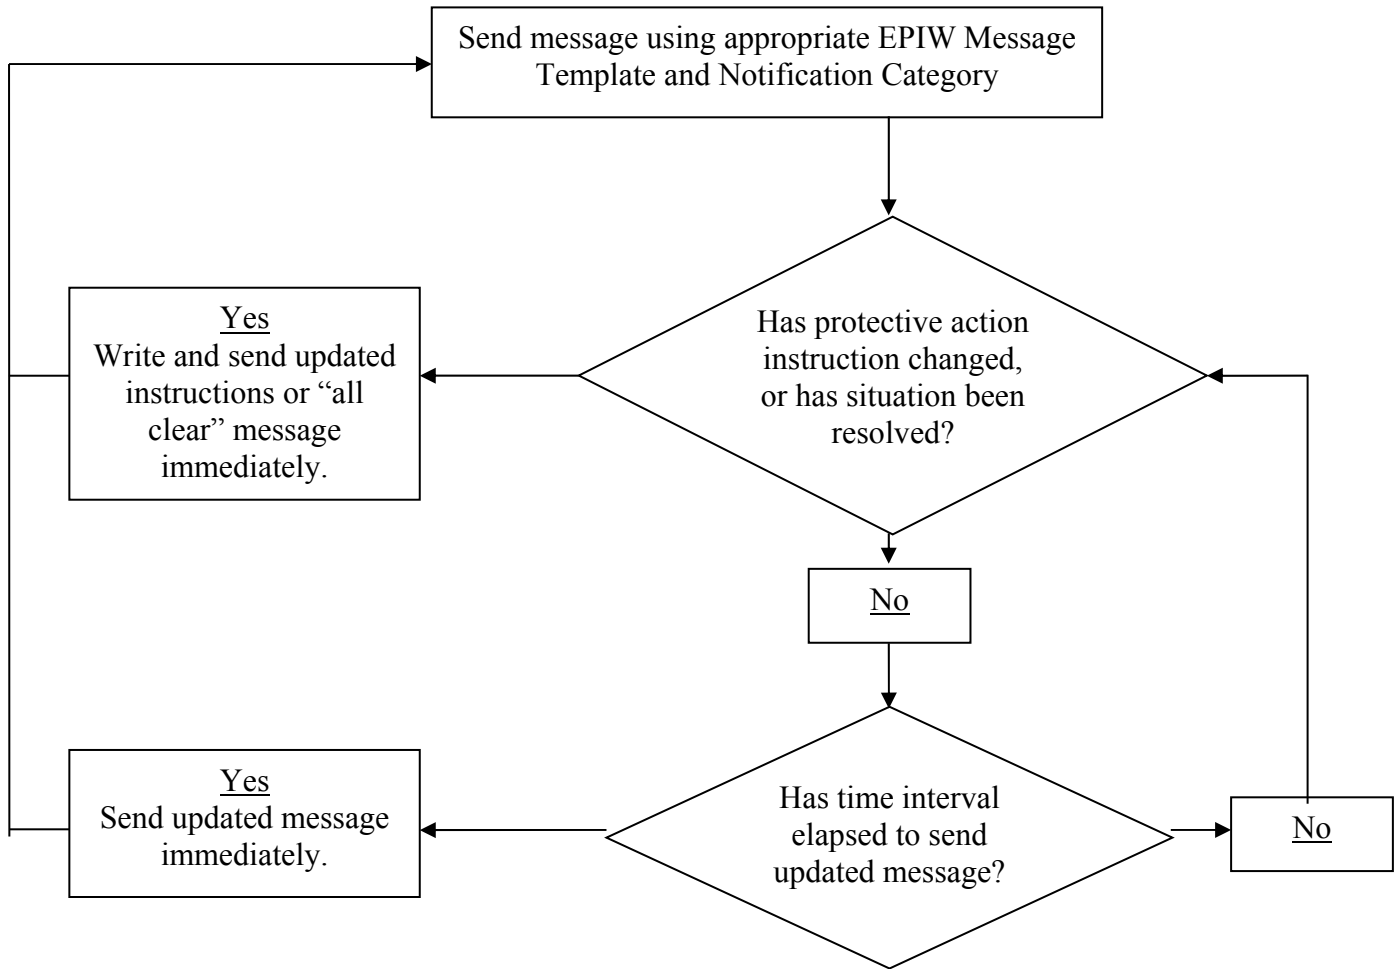 Send message using appropriate EPIW Message
Template and Notification Category
Has protective action
instruction changed,
or has situation been
resolved?
Yes
Write and send updated
instructions or “all
clear” message
immediately.
No
Has time interval
elapsed to send
updated message?
Yes
Send updated message
immediately.
No